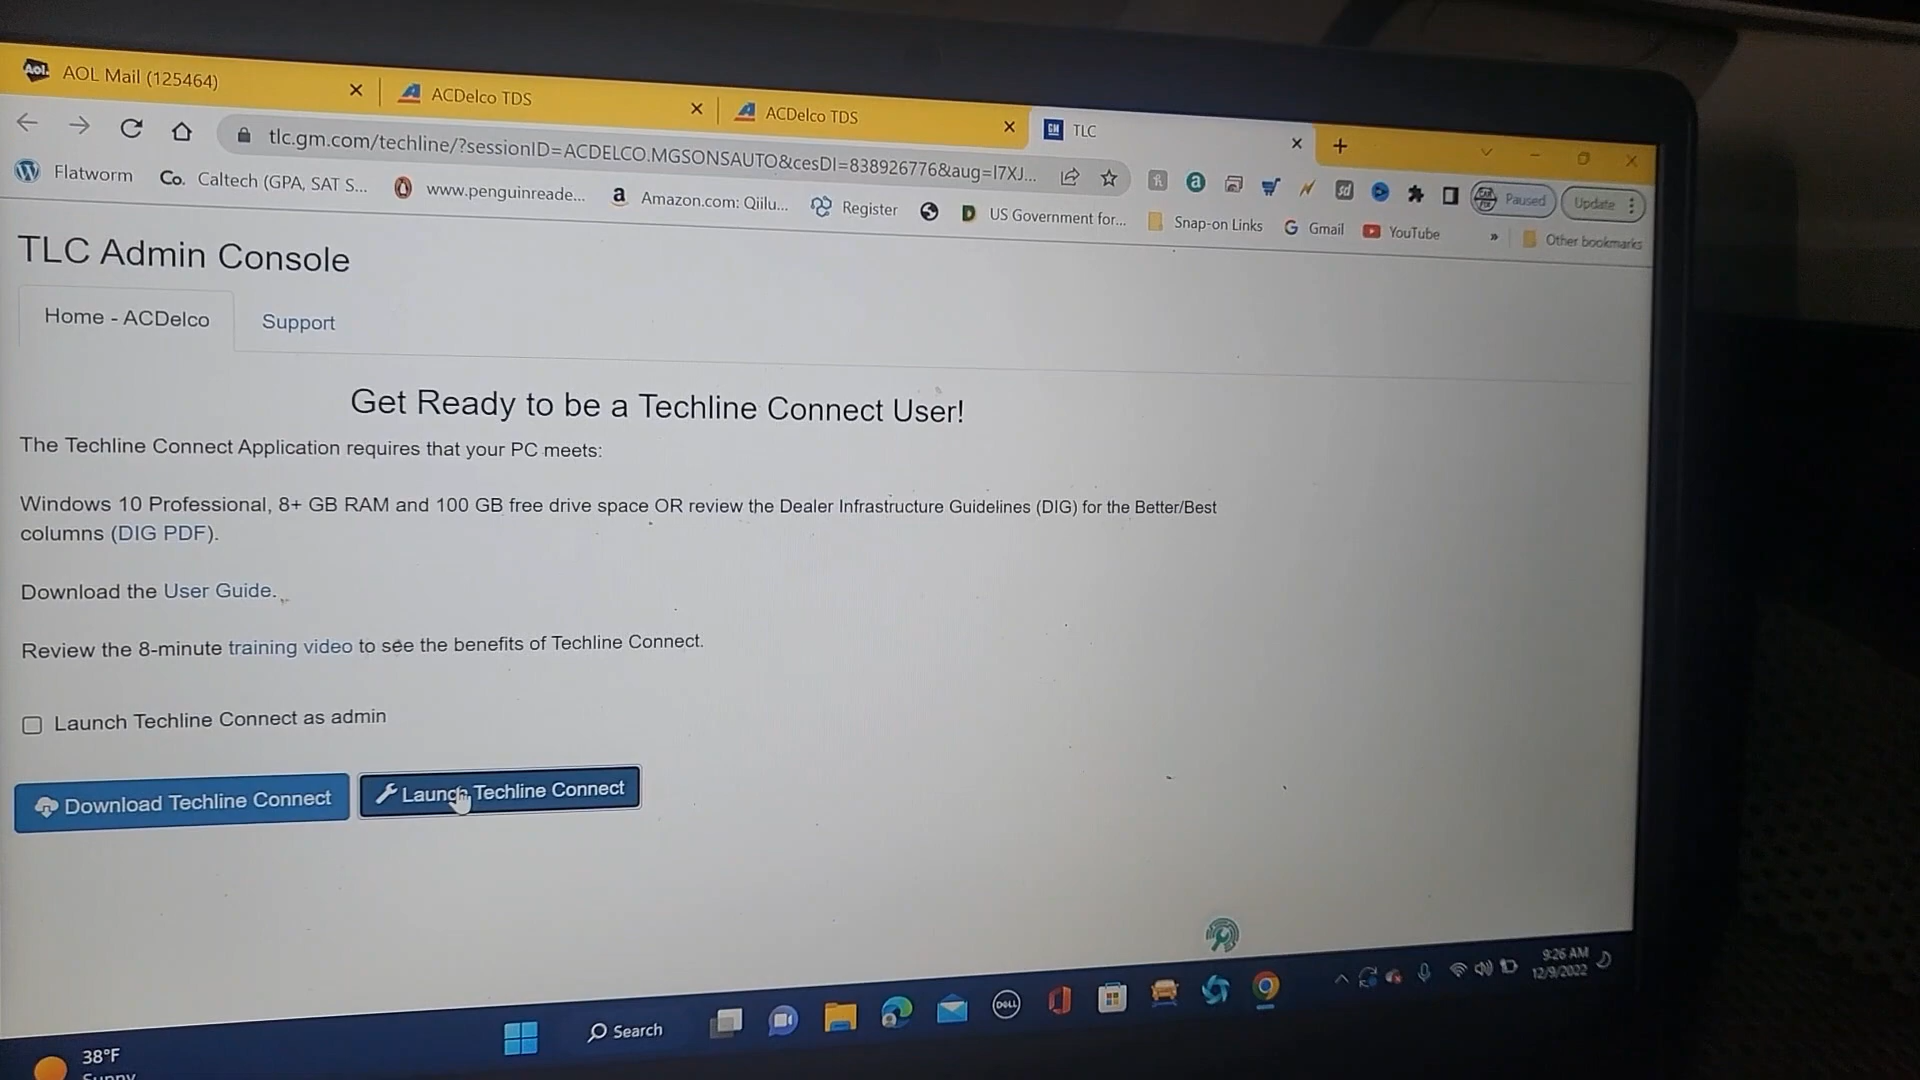 Aol. AOL Mail (125464)
ACDelco TDS
ACDelco TDS
GM TLC
tlc.gm.com/techline/?sessionID=ACDELCO.MGSONSAUTO&cesDI=838926776&aug=I7XJ...
Paused
Update
Flatworm
Co. Caltech (GPA, SAT S...
www.penguinreade...
a Amazon.com: Qiilu...
Register
D US Government for...
Snap-on Links
G Gmail
YouTube
»
Other bookmarks
TLC Admin Console
Home - ACDelco
Support
Get Ready to be a Techline Connect User!
The Techline Connect Application requires that your PC meets:
Windows 10 Professional, 8+ GB RAM and 100 GB free drive space OR review the Dealer Infrastructure Guidelines (DIG) for the Better/Best
columns (DIG PDF).
Download the User Guide.
Review the 8-minute training video to see the benefits of Techline Connect.
Launch Techline Connect as admin
Download Techline Connect
Launch Techline Connect
38°F
Sunny
Search
DELL
9:26 AM
12/9/2022